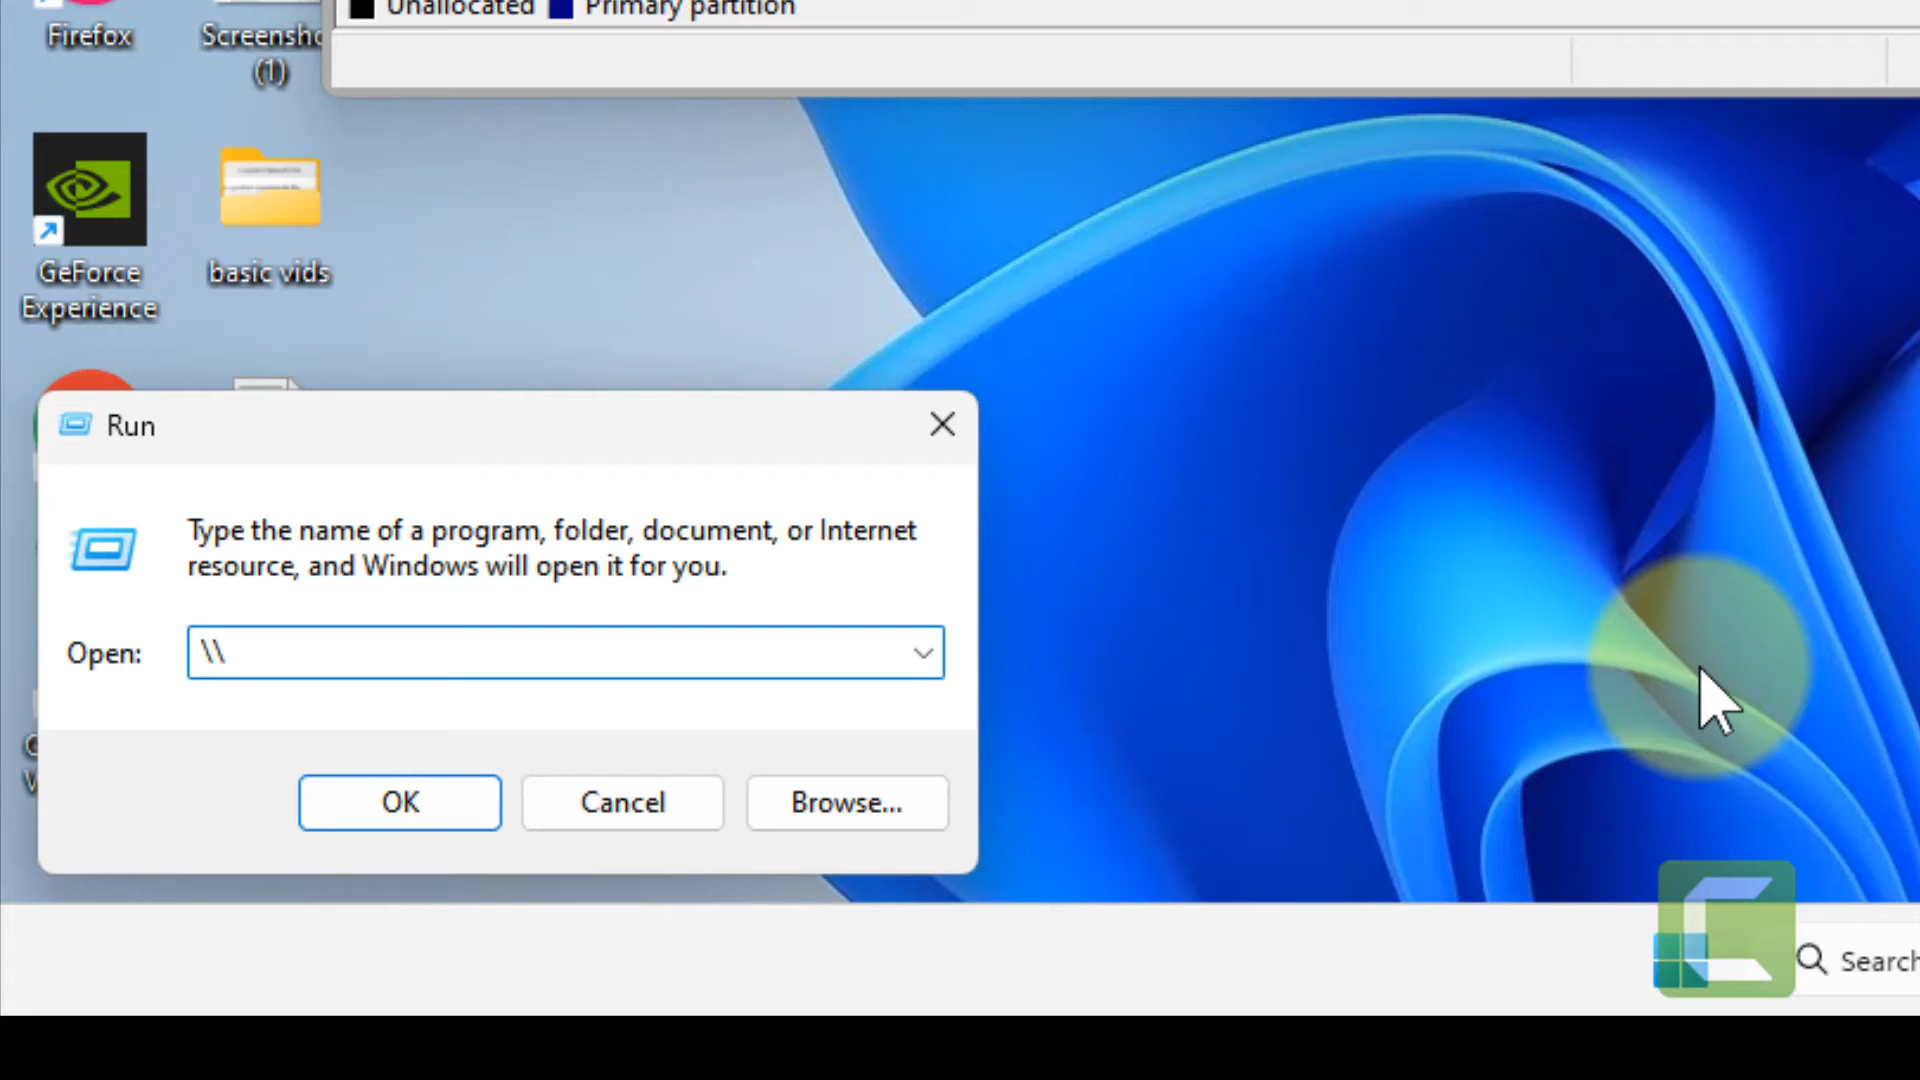 Unallocated Primary partition
Firefox
(1)
GeForce
Experience
basic vids
Run
Type the name of a program, folder, document, or Internet
resource, and Windows will open it for you.
Open: \\
OK Cancel Browse...
Search